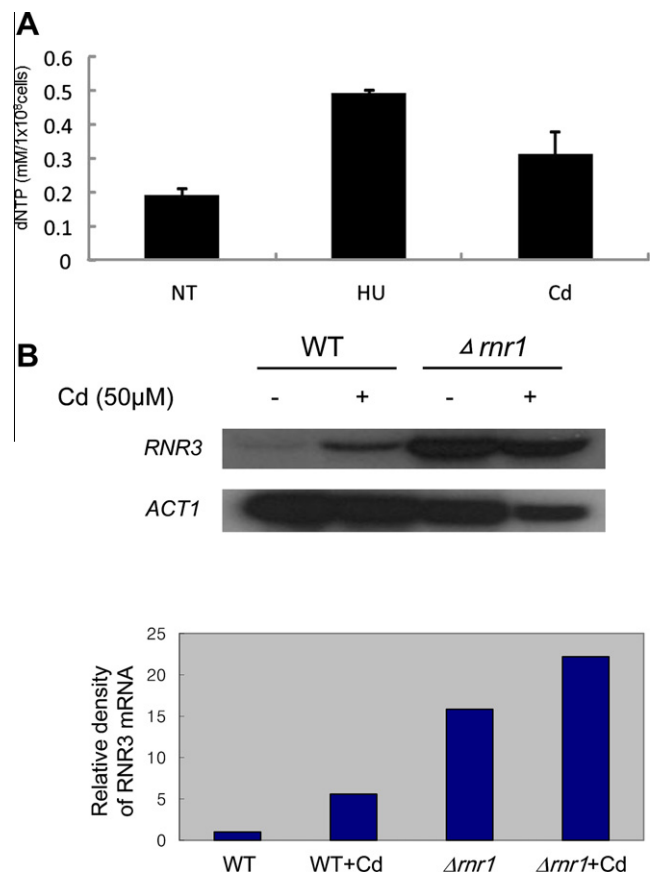 A
dNTP (mM/1x10⁸cells)
0.6
0.5
0.4
0.3
0.2
0.1
0
NT HU Cd
B
WT Δ rnr1
Cd (50µM) - + - +
RNR3
ACT1
Relative density
of RNR3 mRNA
25
20
15
10
5
0
WT WT+Cd Δrnr1 Δrnr1+Cd